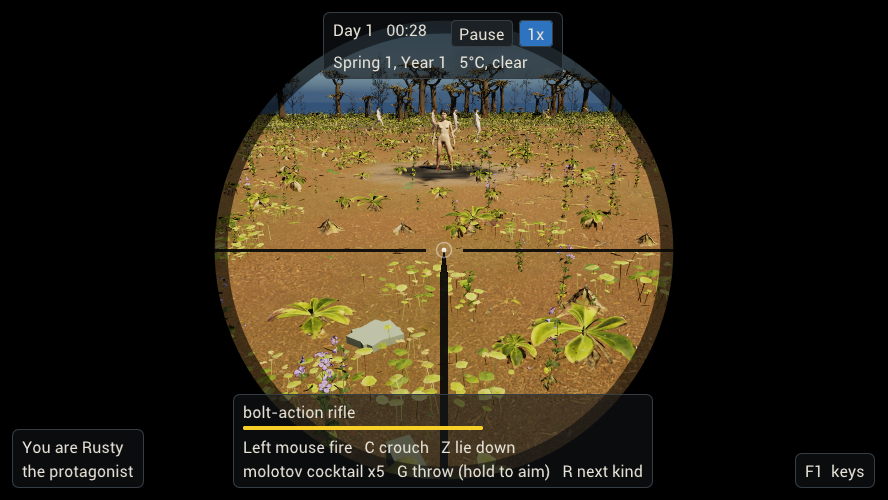 Day 1 00:28 Pause 1x
Spring 1, Year 1 5°C, clear
bolt-action rifle
Left mouse fire C crouch Z lie down
molotov cocktail x5 G throw (hold to aim) R next kind
You are Rusty
the protagonist
F1 keys